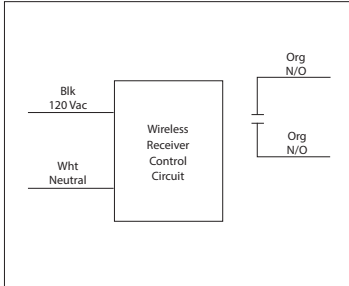 Blk
120 Vac
Wht
Neutral
Wireless
Receiver
Control
Circuit
Org
N/O
Org
N/O